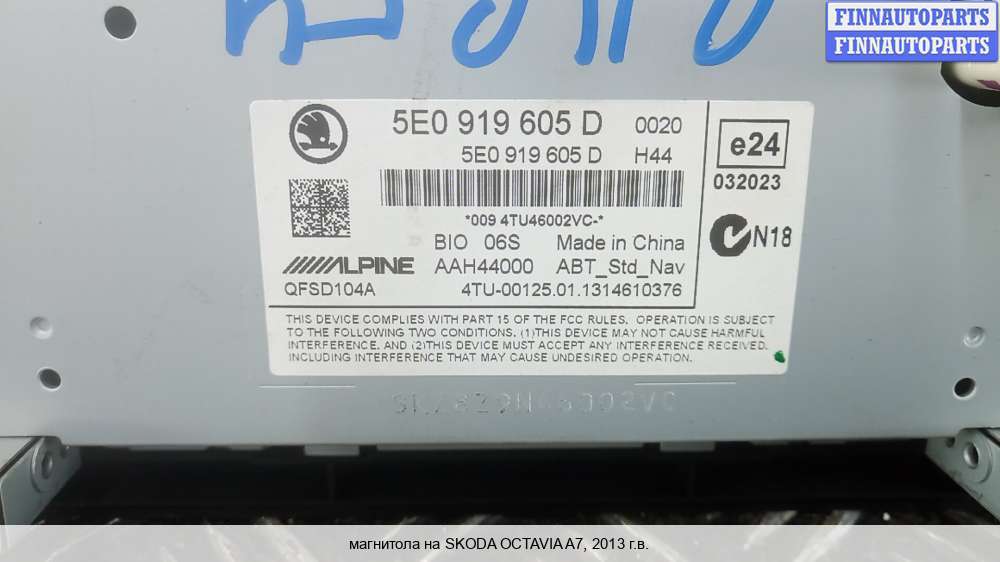 FINNAUTOPARTS
FINNAUTOPARTS
5E0 919 605 D 0020
5E0 919 605 D H44
e24
032023
*009 4TU46002VC-*
N18
BIO 06S Made in China
ALPINE AAH44000 ABT_Std_Nav
QFSD104A 4TU-00125.01.1314610376
THIS DEVICE COMPLIES WITH PART 15 OF THE FCC RULES. OPERATION IS SUBJECT
TO THE FOLLOWING TWO CONDITIONS. (1)THIS DEVICE MAY NOT CAUSE HARMFUL
INTERFERENCE. AND (2)THIS DEVICE MUST ACCEPT ANY INTERFERENCE RECEIVED.
INCLUDING INTERFERENCE THAT MAY CAUSE UNDESIRED OPERATION.
магнитола на SKODA OCTAVIA A7, 2013 г.в.